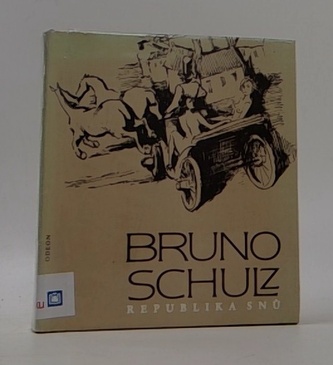 BRUNO
SCHULZ
REPUBLIKA SNŮ
ODEON